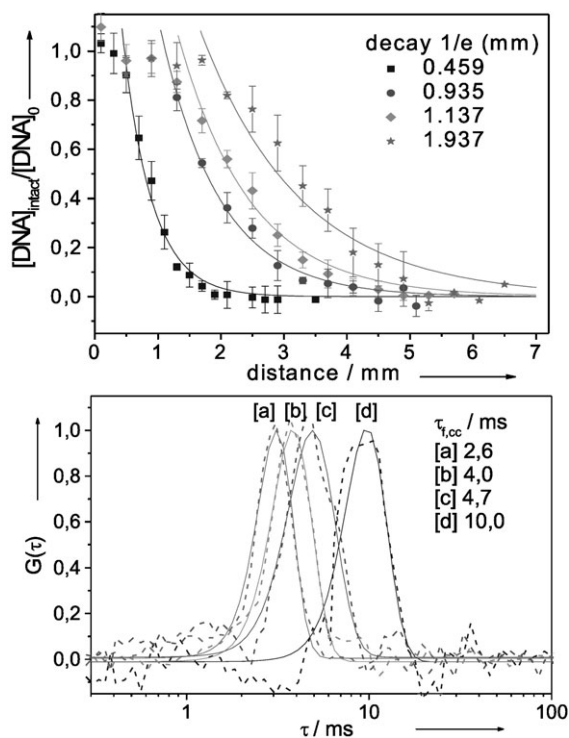 [DNA]intact/[DNA]0
1,0
0,8
0,6
0,4
0,2
0,0
decay 1/e (mm)
0.459
0.935
1.137
1.937
0 1 2 3 4 5 6 7
distance / mm
G(τ)
1,0
0,8
0,6
0,4
0,2
0,0
[a] [b] [c] [d]
τf,cc / ms
[a] 2,6
[b] 4,0
[c] 4,7
[d] 10,0
1 10 100
τ / ms